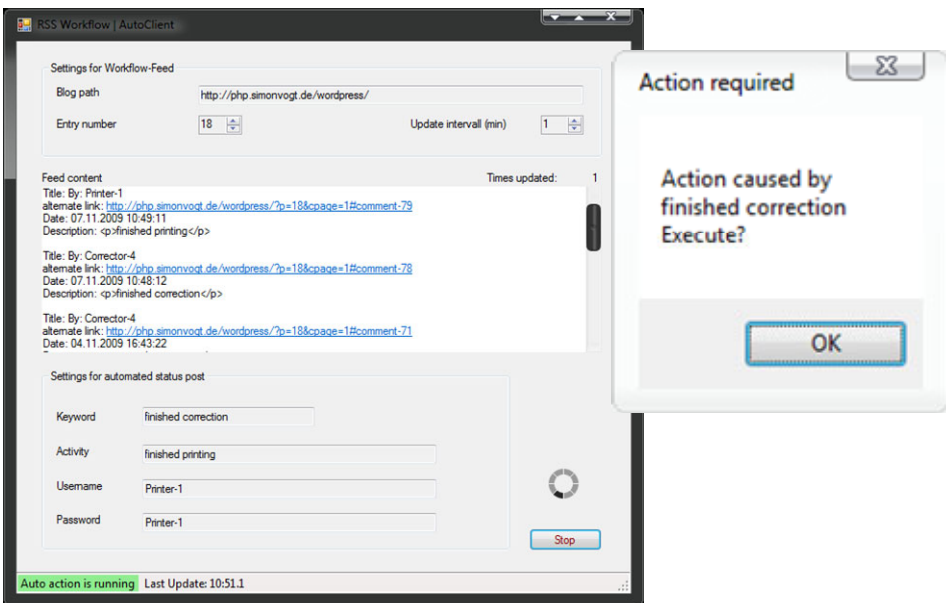 RSS Workflow | AutoClient
Settings for Workflow-Feed
Blog path http://php.simonvogt.de/wordpress/
Entry number 18 Update intervall (min) 1
Feed content Times updated: 1
Title: By: Printer-1
alternate link: http://php.simonvogt.de/wordpress/?p=18&cpage=1#comment-79
Date: 07.11.2009 10:49:11
Description: <p>finished printing</p>
Title: By: Corrector-4
alternate link: http://php.simonvogt.de/wordpress/?p=18&cpage=1#comment-78
Date: 07.11.2009 10:48:12
Description: <p>finished correction</p>
Title: By: Corrector-4
alternate link: http://php.simonvogt.de/wordpress/?p=18&cpage=1#comment-71
Date: 04.11.2009 16:43:22
Settings for automated status post
Keyword finished correction
Activity finished printing
Username Printer-1
Password Printer-1
Stop
Auto action is running Last Update: 10:51.1
Action required
Action caused by
finished correction
Execute?
OK